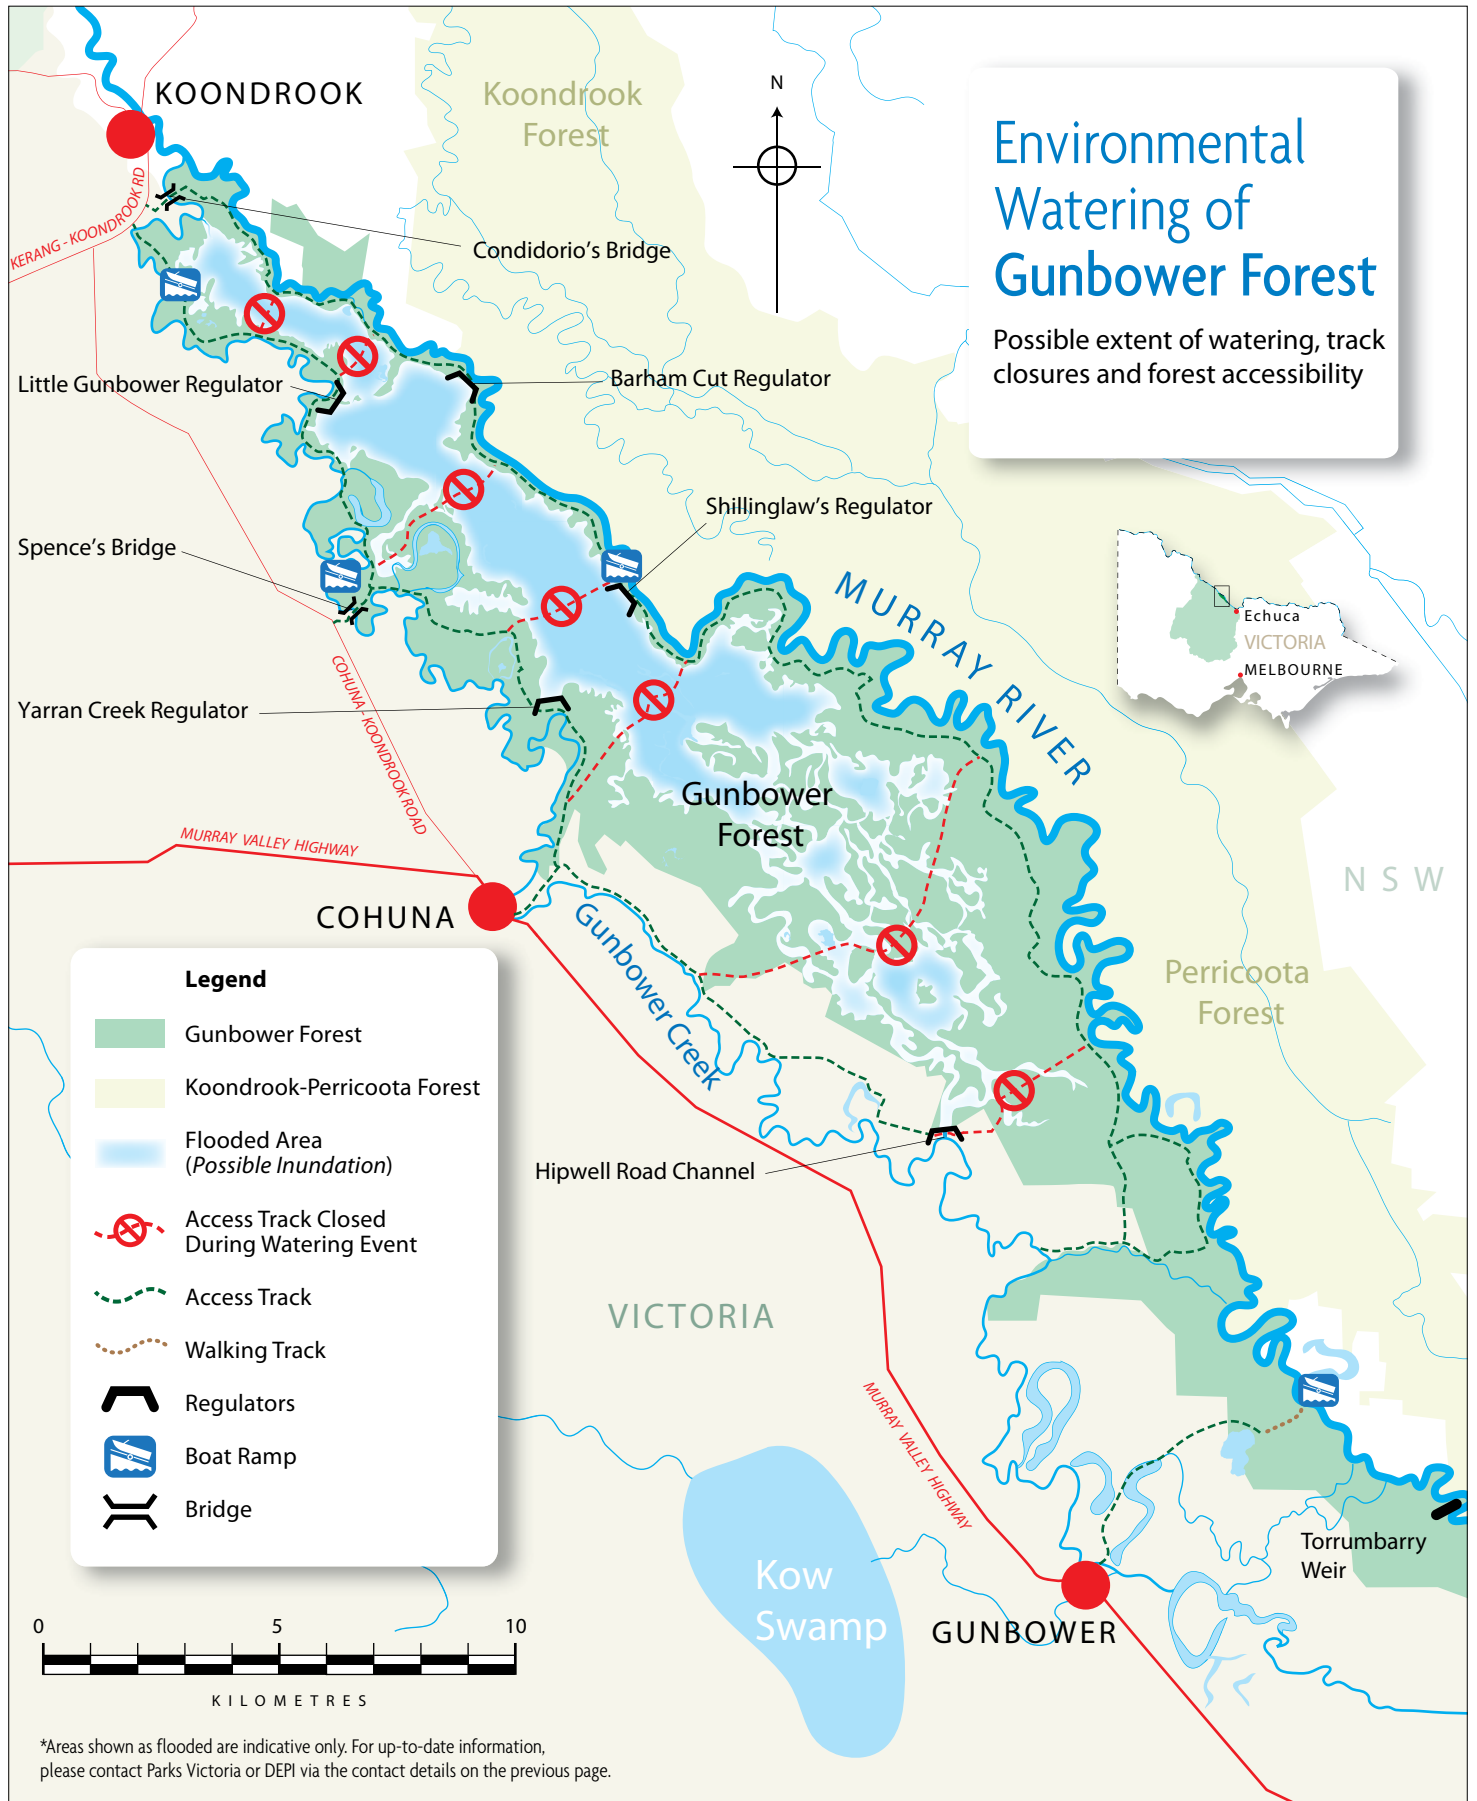 KOONDROOK
Koondrook
Forest
N
Environmental
Watering of
Gunbower Forest
Possible extent of watering, track
closures and forest accessibility
KERANG - KOONDROOK RD
Condidorio's Bridge
Little Gunbower Regulator
Barham Cut Regulator
Shillinglaw's Regulator
Spence's Bridge
MURRAY RIVER
Echuca
VICTORIA
MELBOURNE
COHUNA - KOONDROOK ROAD
Yarran Creek Regulator
Gunbower
Forest
MURRAY VALLEY HIGHWAY
NSW
COHUNA
Gunbower Creek
Perricoota
Forest
Legend
Gunbower Forest
Koondrook-Perricoota Forest
Flooded Area
(Possible Inundation)
Access Track Closed
During Watering Event
Access Track
Walking Track
Regulators
Boat Ramp
Bridge
Hipwell Road Channel
VICTORIA
MURRAY VALLEY HIGHWAY
Torrumbarry
Weir
Kow
Swamp
GUNBOWER
0 5 10
KILOMETRES
*Areas shown as flooded are indicative only. For up-to-date information,
please contact Parks Victoria or DEPI via the contact details on the previous page.